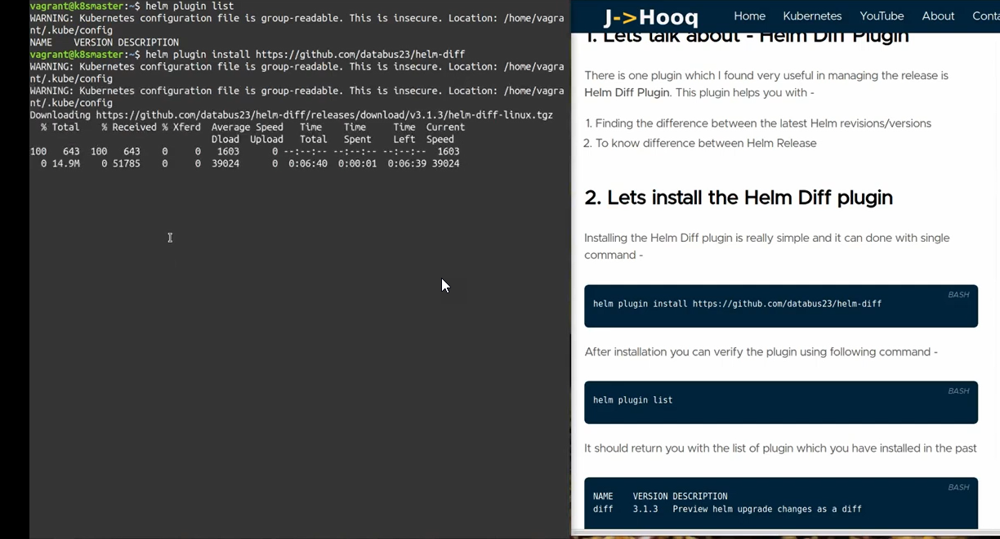 vagrant@k8smaster:~$ helm plugin list
WARNING: Kubernetes configuration file is group-readable. This is insecure. Location: /home/vagra
nt/.kube/config
NAME    VERSION DESCRIPTION
vagrant@k8smaster:~$ helm plugin install https://github.com/databus23/helm-diff
WARNING: Kubernetes configuration file is group-readable. This is insecure. Location: /home/vagra
nt/.kube/config
WARNING: Kubernetes configuration file is group-readable. This is insecure. Location: /home/vagra
nt/.kube/config
Downloading https://github.com/databus23/helm-diff/releases/download/v3.1.3/helm-diff-linux.tgz
  % Total    % Received % Xferd  Average Speed   Time    Time     Time  Current
                                 Dload  Upload   Total   Spent    Left  Speed
100   643  100   643    0     0   1603      0 --:--:-- --:--:-- --:--:--  1603
  0 14.9M    0 51785    0     0  39024      0  0:06:40  0:00:01  0:06:39 39024
J->Hooq
Home Kubernetes YouTube About Conta
1. Lets talk about - Helm Diff Plugin
There is one plugin which I found very useful in managing the release is
Helm Diff Plugin. This plugin helps you with -
1. Finding the difference between the latest Helm revisions/versions
2. To know difference between Helm Release
2. Lets install the Helm Diff plugin
Installing the Helm Diff plugin is really simple and it can done with single
command -
BASH
helm plugin install https://github.com/databus23/helm-diff
After installation you can verify the plugin using following command -
BASH
helm plugin list
It should return you with the list of plugin which you have installed in the past
BASH
NAME    VERSION DESCRIPTION
diff    3.1.3   Preview helm upgrade changes as a diff